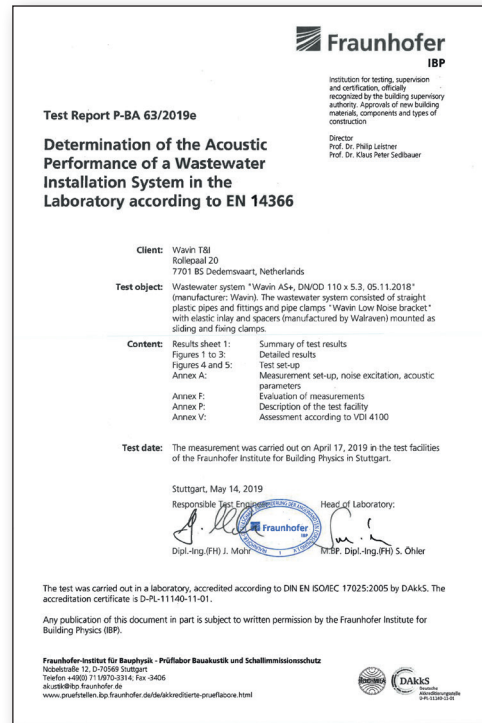 Fraunhofer
IBP
Institution for testing, supervision
and certification, officially
recognized by the building supervisory
authority. Approvals of new building
materials, components and types of
construction
Director
Prof. Dr. Philip Leistner
Prof. Dr. Klaus Peter Sedlbauer
Test Report P-BA 63/2019e
Determination of the Acoustic
Performance of a Wastewater
Installation System in the
Laboratory according to EN 14366
Client: Wavin T&I
Rollepaal 20
7701 BS Dedemsvaart, Netherlands
Test object: Wastewater system "Wavin AS+, DN/OD 110 x 5.3, 05.11.2018"
(manufacturer: Wavin). The wastewater system consisted of straight
plastic pipes and fittings and pipe clamps "Wavin Low Noise bracket"
with elastic inlay and spacers (manufactured by Walraven) mounted as
sliding and fixing clamps.
Content: Results sheet 1: Summary of test results
Figures 1 to 3: Detailed results
Figures 4 and 5: Test set-up
Annex A: Measurement set-up, noise excitation, acoustic
parameters
Annex F: Evaluation of measurements
Annex P: Description of the test facility
Annex V: Assessment according to VDI 4100
Test date: The measurement was carried out on April 17, 2019 in the test facilities
of the Fraunhofer Institute for Building Physics in Stuttgart.
Stuttgart, May 14, 2019
Responsible Test Engineer: Head of Laboratory:
Fraunhofer
IBP
Dipl.-Ing.(FH) J. Mohr M.BP. Dipl.-Ing.(FH) S. Öhler
The test was carried out in a laboratory, accredited according to DIN EN ISO/IEC 17025:2005 by DAkkS. The
accreditation certificate is D-PL-11140-11-01.
Any publication of this document in part is subject to written permission by the Fraunhofer Institute for
Building Physics (IBP).
Fraunhofer-Institut für Bauphysik - Prüflabor Bauakustik und Schallimmissionsschutz
Nobelstraße 12, D-70569 Stuttgart
Telefon +49(0) 711/970-3314; Fax -3406
akustik@ibp.fraunhofer.de
www.pruefstellen.ibp.fraunhofer.de/de/akkreditierte-prueflabore.html
DAkkS
Deutsche
Akkreditierungsstelle
D-PL-11140-11-01